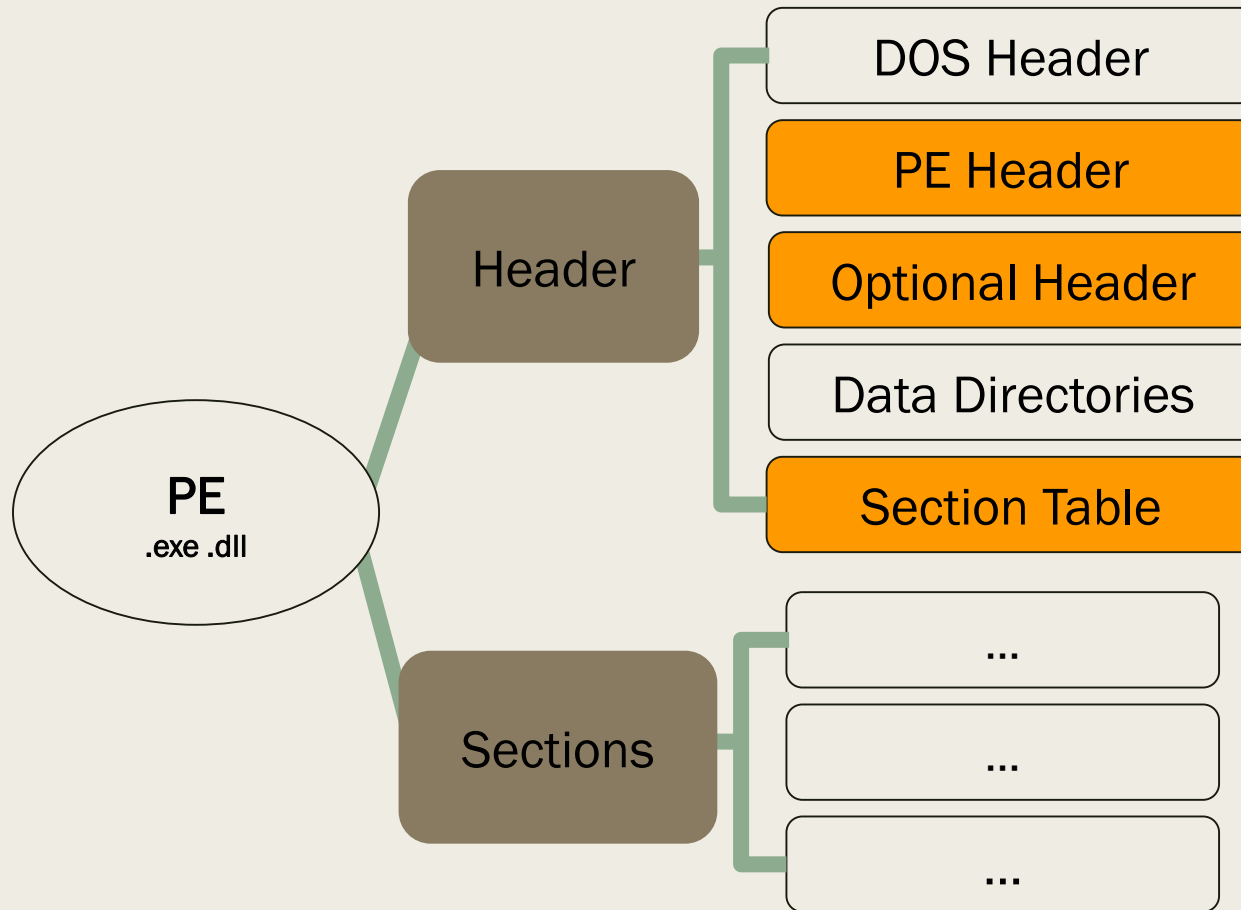 DOS Header
PE Header
Header
Optional Header
Data Directories
PE
.exe .dll
Section Table
...
Sections
...
...